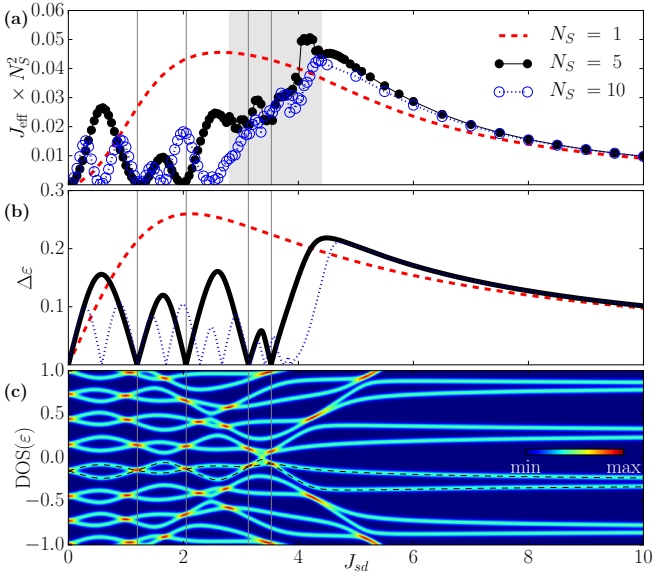 (a)
0.06
0.05
0.04
0.03
0.02
0.01
J_eff × N_S^2
N_S = 1
N_S = 5
N_S = 10
(b)
0.3
0.2
0.1
Δε
(c)
1.0
0.5
0.0
−0.5
−1.0
DOS(ε)
min max
0 2 4 6 8 10
J_sd